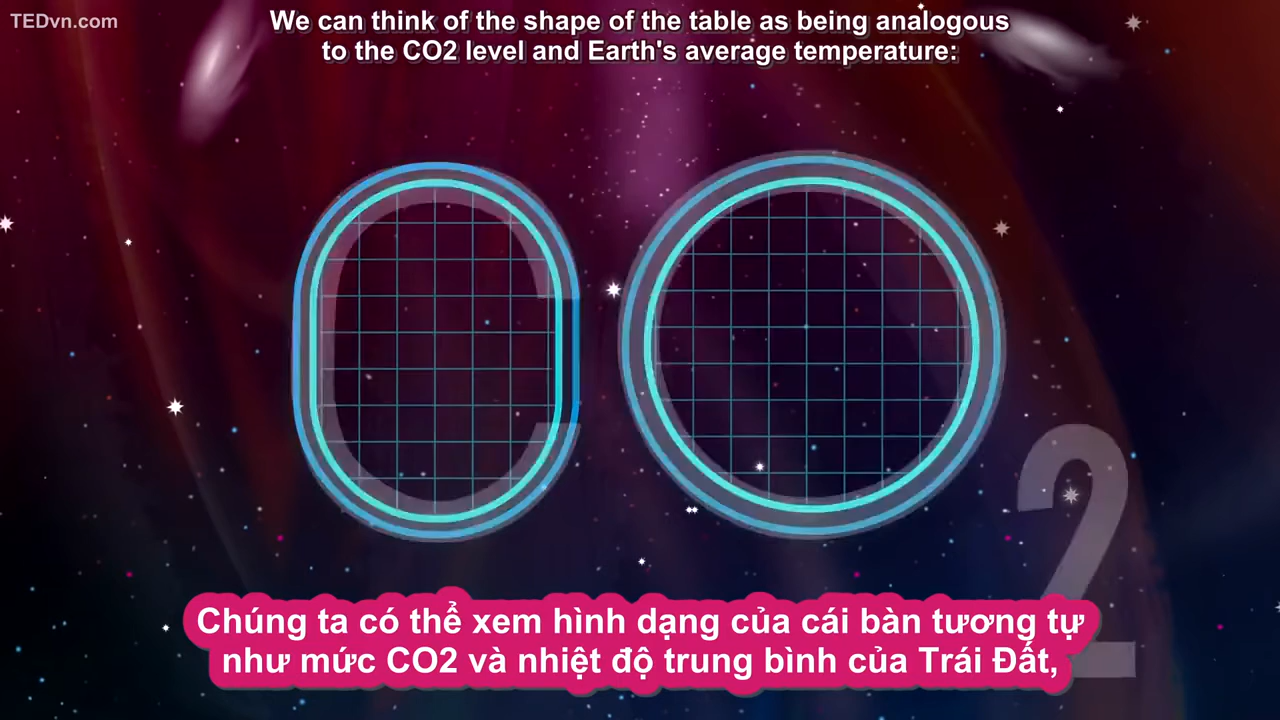 TEDvn.com
We can think of the shape of the table as being analogous
to the CO2 level and Earth's average temperature:
2
Chúng ta có thể xem hình dạng của cái bàn tương tự
như mức CO2 và nhiệt độ trung bình của Trái Đất,